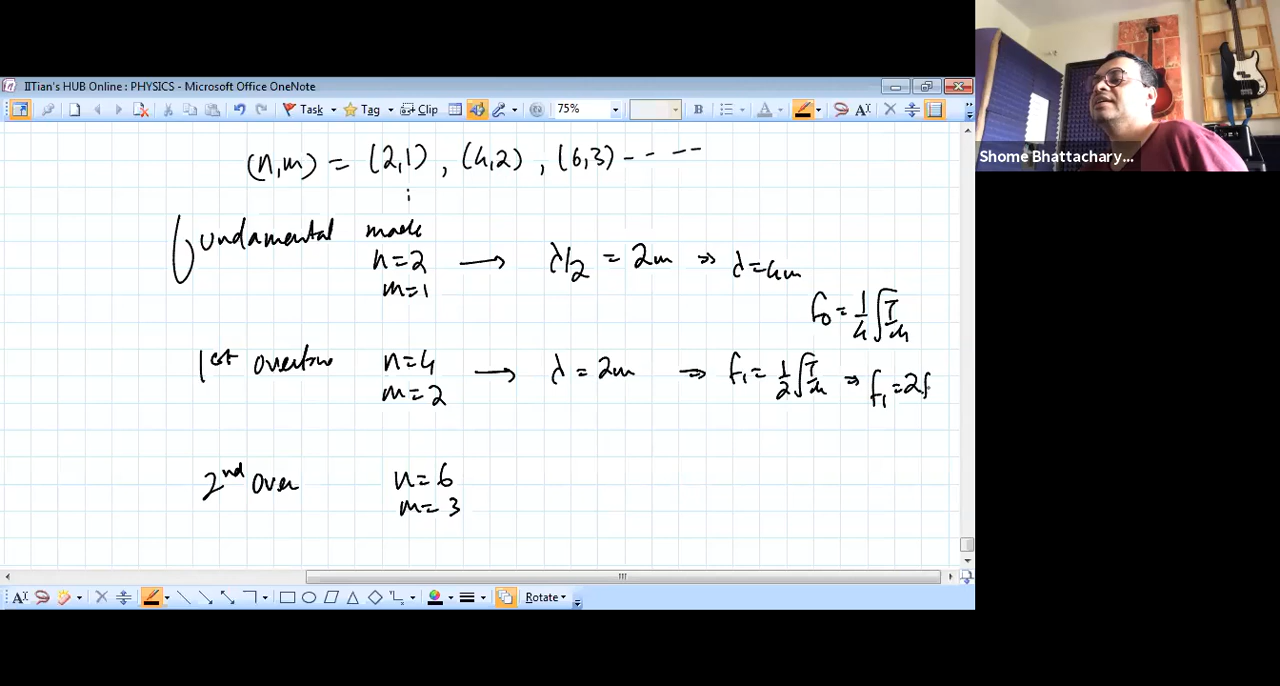 IITian's HUB Online : PHYSICS - Microsoft Office OneNote
Task Tag Clip 75% B A A
(n,m) = (2,1) , (4,2) , (6,3) - - - -
Fundamental mode
n=2 → λ/2 = 2m ⇒ λ=4m
m=1
f₀ = 1/4 √T/μ
1st overtone n=4 → λ = 2m ⇒ f₁ = 1/2 √T/μ ⇒ f₁ = 2f
m=2
2nd Over n=6
m=3
Rotate
Shome Bhattachary...